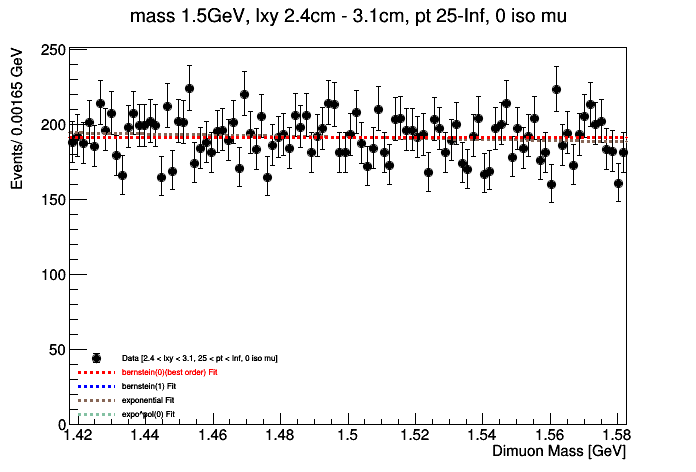 mass 1.5GeV, lxy 2.4cm - 3.1cm, pt 25-Inf, 0 iso mu
Events/ 0.00165 GeV
250
200
150
100
50
0
Data [2.4 < lxy < 3.1, 25 < pt < Inf, 0 iso mu]
bernstein(0)(best order) Fit
bernstein(1) Fit
exponential Fit
expo*pol(0) Fit
1.42 1.44 1.46 1.48 1.5 1.52 1.54 1.56 1.58
Dimuon Mass [GeV]